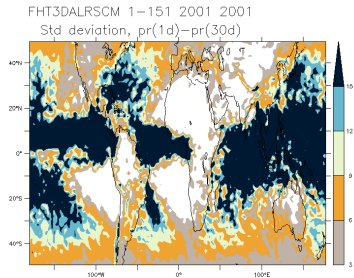 FHT3DALRSCM 1-151 2001 2001
Std deviation, pr(1d)-pr(30d)
40°N
20°N
0°
20°S
40°S
100°W
0°
100°E
15
12
9
6
3